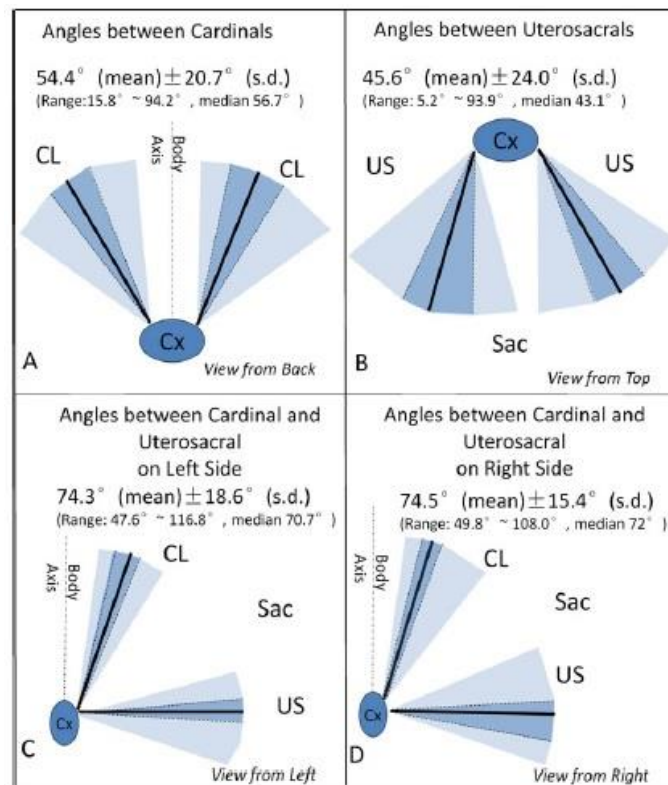 Angles between Cardinals
54.4° (mean)±20.7° (s.d.)
(Range:15.8° ~ 94.2° , median 56.7°)
CL
Body
Axis
CL
Cx
A
View from Back
Angles between Uterosacrals
45.6° (mean)±24.0° (s.d.)
(Range: 5.2° ~ 93.9° , median 43.1°)
Cx
US
US
Sac
B
View from Top
Angles between Cardinal and
Uterosacral
on Left Side
74.3° (mean)±18.6° (s.d.)
(Range: 47.6° ~ 116.8° , median 70.7°)
Body
Axis
CL
Sac
US
Cx
C
View from Left
Angles between Cardinal and
Uterosacral
on Right Side
74.5° (mean)±15.4° (s.d.)
(Range: 49.8° ~ 108.0° , median 72°)
Body
Axis
CL
Sac
US
Cx
D
View from Right